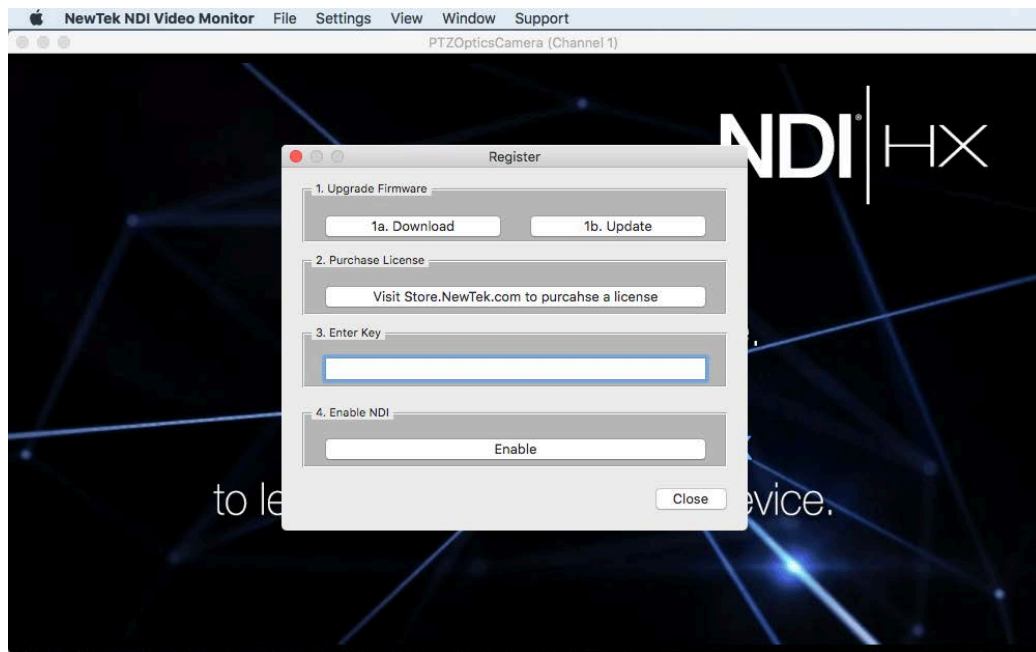 NewTek NDI Video Monitor File Settings View Window Support
PTZOpticsCamera (Channel 1)
NDI® HX
Register
1. Upgrade Firmware
1a. Download 1b. Update
2. Purchase License
Visit Store.NewTek.com to purcahse a license
3. Enter Key
4. Enable NDI
Enable
Close
to